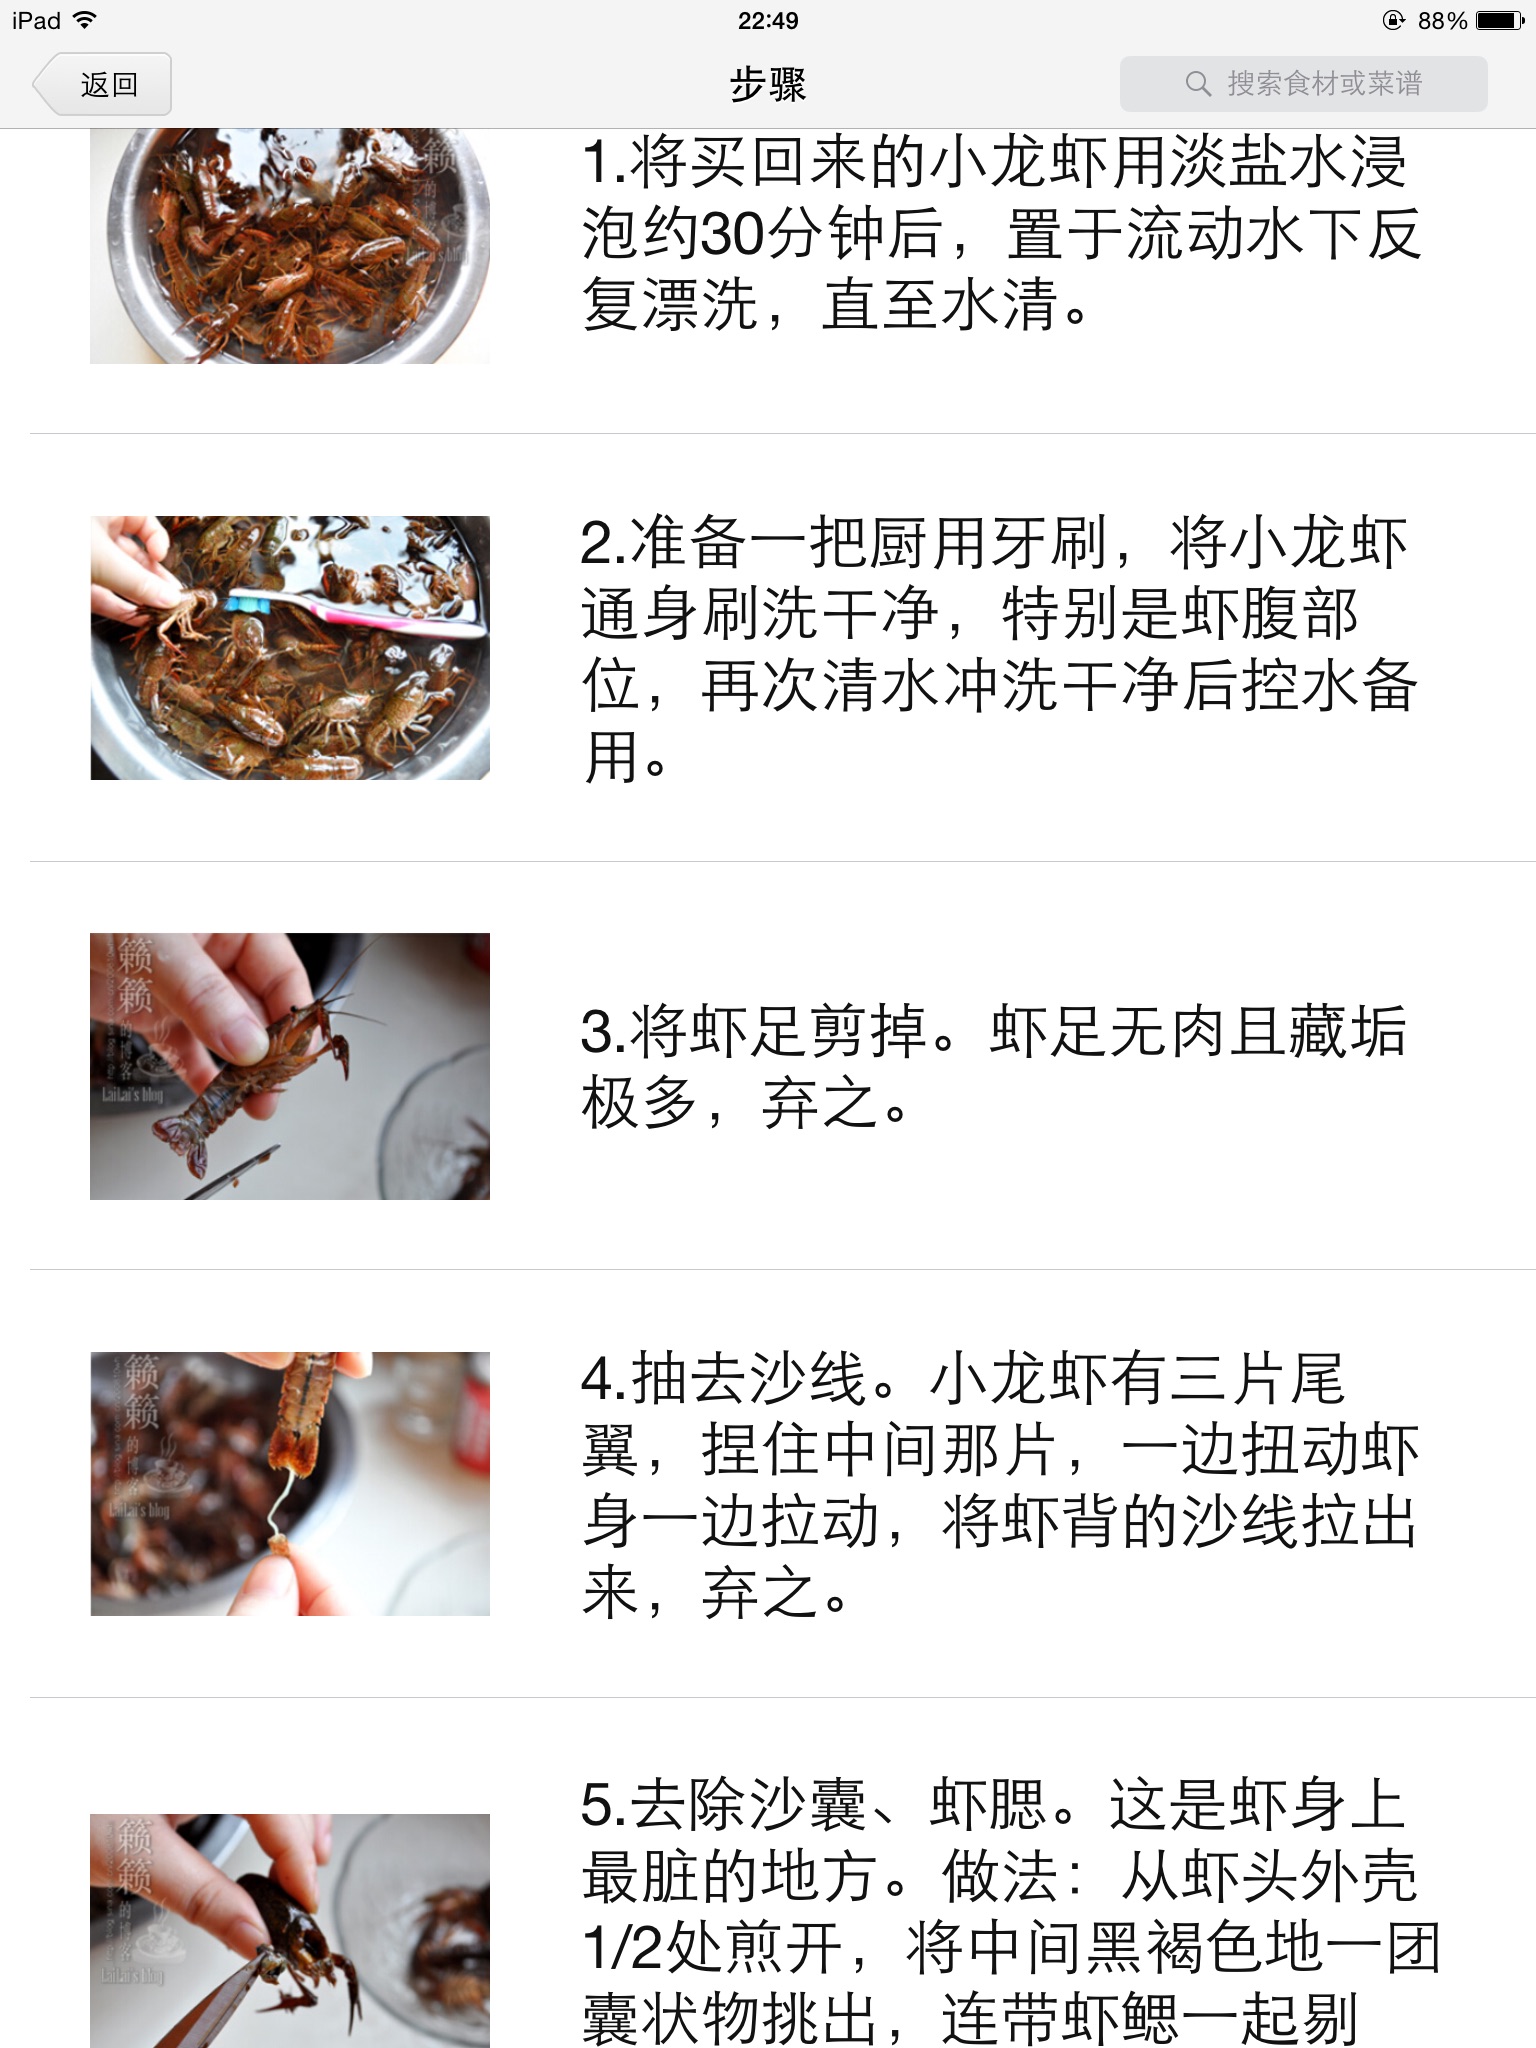 iPad
22:49
88%
返回
步骤
搜索食材或菜谱
1.将买回来的小龙虾用淡盐水浸
泡约30分钟后，置于流动水下反
复漂洗，直至水清。
2.准备一把厨用牙刷，将小龙虾
通身刷洗干净，特别是虾腹部
位，再次清水冲洗干净后控水备
用。
籁籁的博客
LaiLai's blog
3.将虾足剪掉。虾足无肉且藏垢
极多，弃之。
籁籁的博客
LaiLai's blog
4.抽去沙线。小龙虾有三片尾
翼，捏住中间那片，一边扭动虾
身一边拉动，将虾背的沙线拉出
来，弃之。
籁籁的博客
LaiLai's blog
5.去除沙囊、虾腮。这是虾身上
最脏的地方。做法：从虾头外壳
1/2处煎开，将中间黑褐色地一团
囊状物挑出，连带虾鳃一起剔